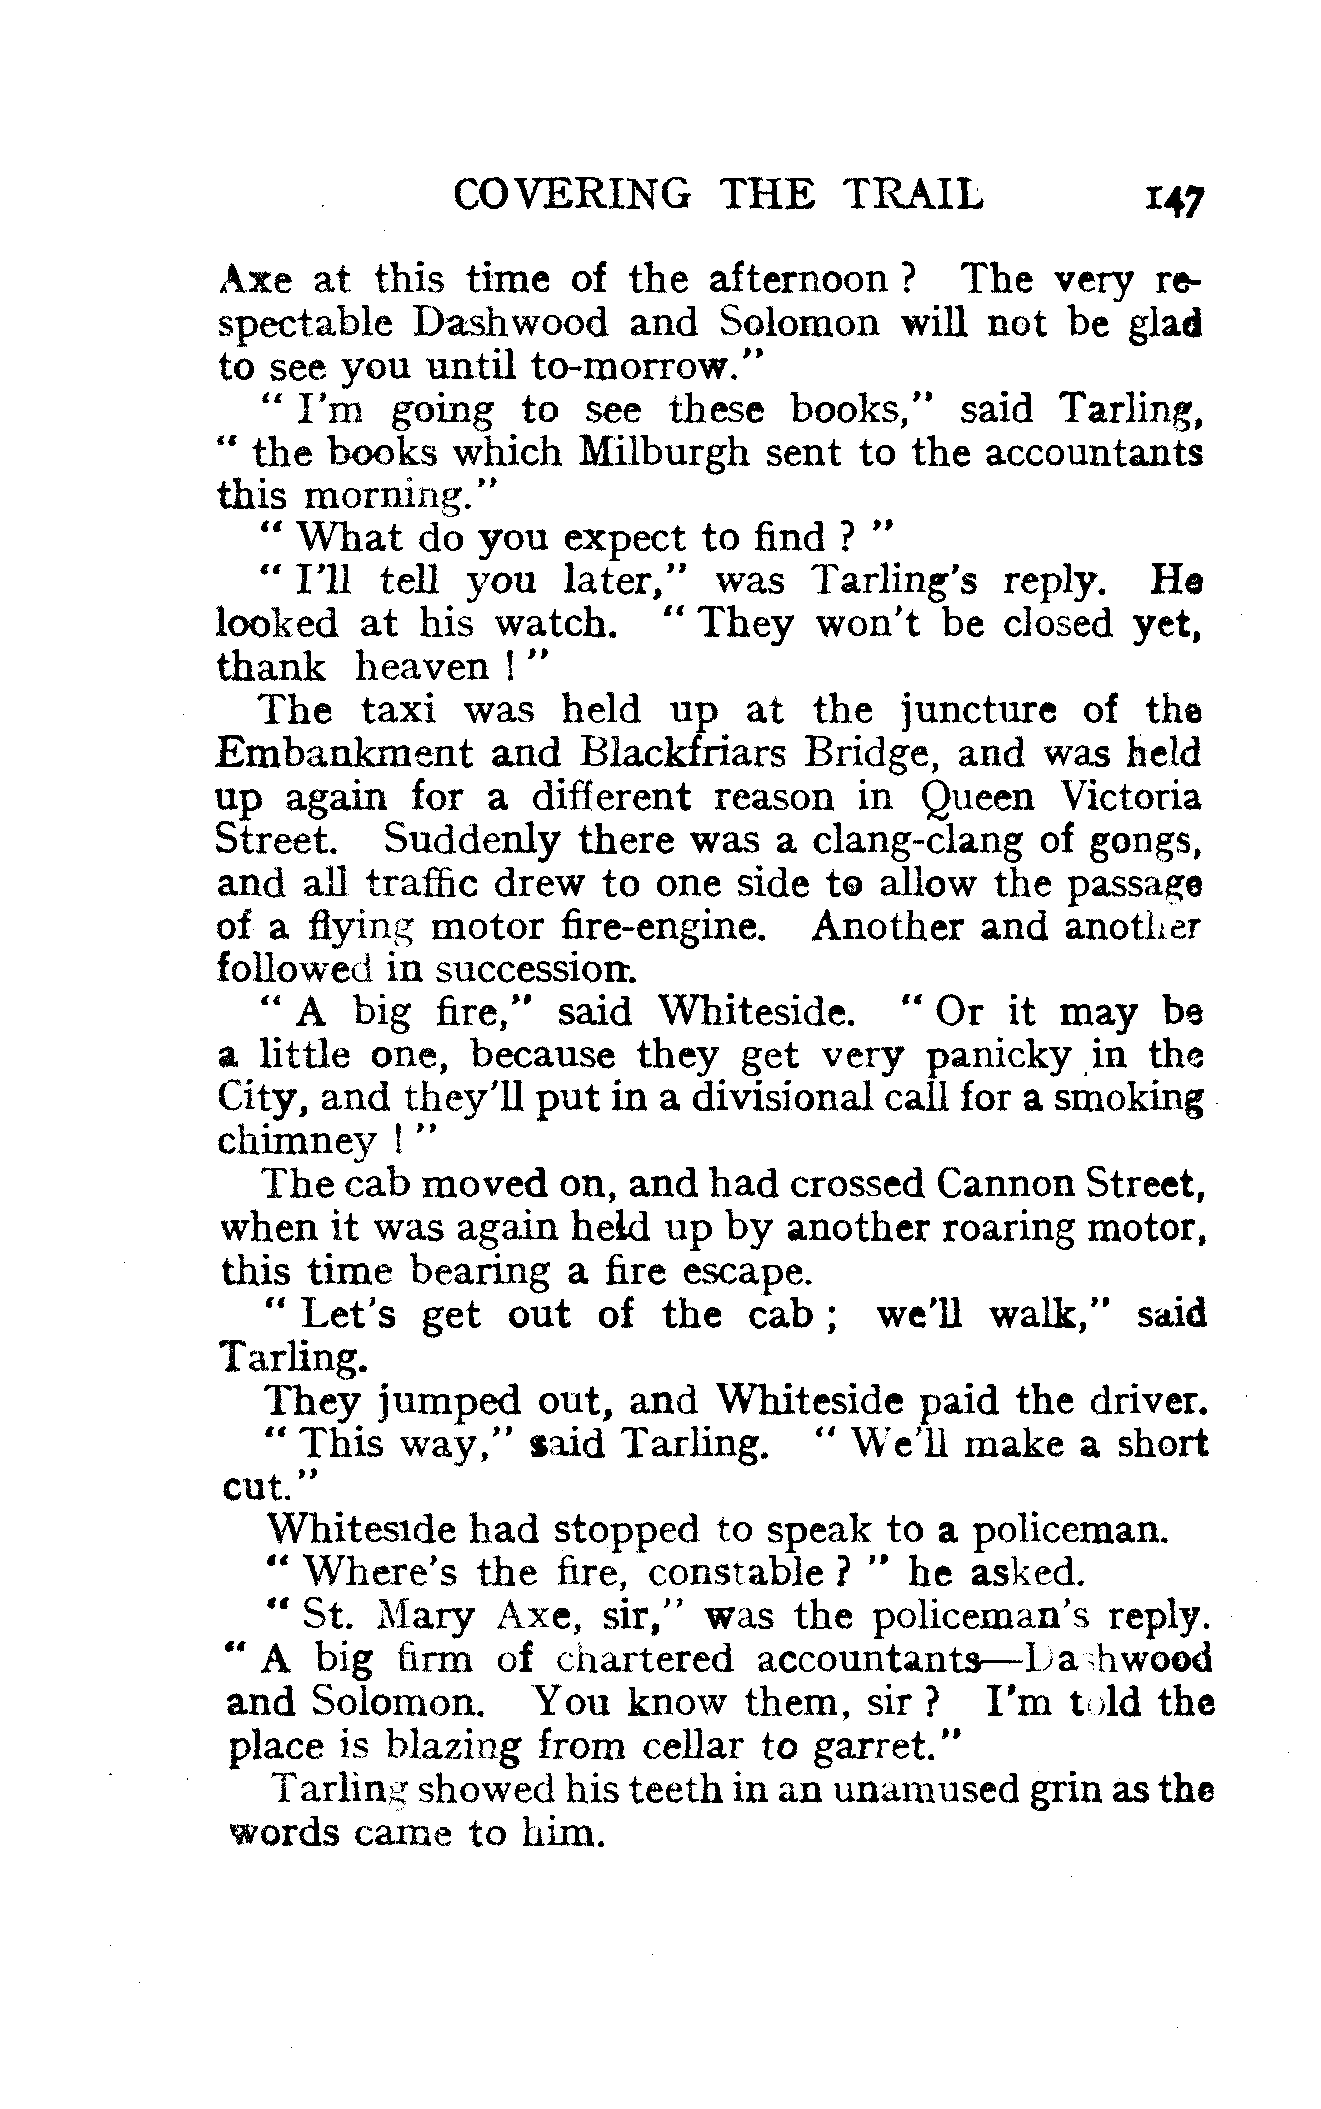 COVERING THE TRAIL 147
Axe at this time of the afternoon ? The very re-
spectable Dashwood and Solomon will not be glad
to see you until to-morrow."
" I'm going to see these books," said Tarling,
" the books which Milburgh sent to the accountants
this morning."
" What do you expect to find ? "
" I'll tell you later," was Tarling's reply. He
looked at his watch. " They won't be closed yet,
thank heaven ! "
The taxi was held up at the juncture of the
Embankment and Blackfriars Bridge, and was held
up again for a different reason in Queen Victoria
Street. Suddenly there was a clang-clang of gongs,
and all traffic drew to one side to allow the passage
of a flying motor fire-engine. Another and another
followed in succession.
" A big fire," said Whiteside. " Or it may be
a little one, because they get very panicky in the
City, and they'll put in a divisional call for a smoking
chimney ! "
The cab moved on, and had crossed Cannon Street,
when it was again held up by another roaring motor,
this time bearing a fire escape.
" Let's get out of the cab ; we'll walk," said
Tarling.
They jumped out, and Whiteside paid the driver.
" This way," said Tarling. " We'll make a short
cut."
Whiteside had stopped to speak to a policeman.
" Where's the fire, constable ? " he asked.
" St. Mary Axe, sir," was the policeman's reply.
" A big firm of chartered accountants—Dashwood
and Solomon. You know them, sir ? I'm told the
place is blazing from cellar to garret."
Tarling showed his teeth in an unamused grin as the
words came to him.